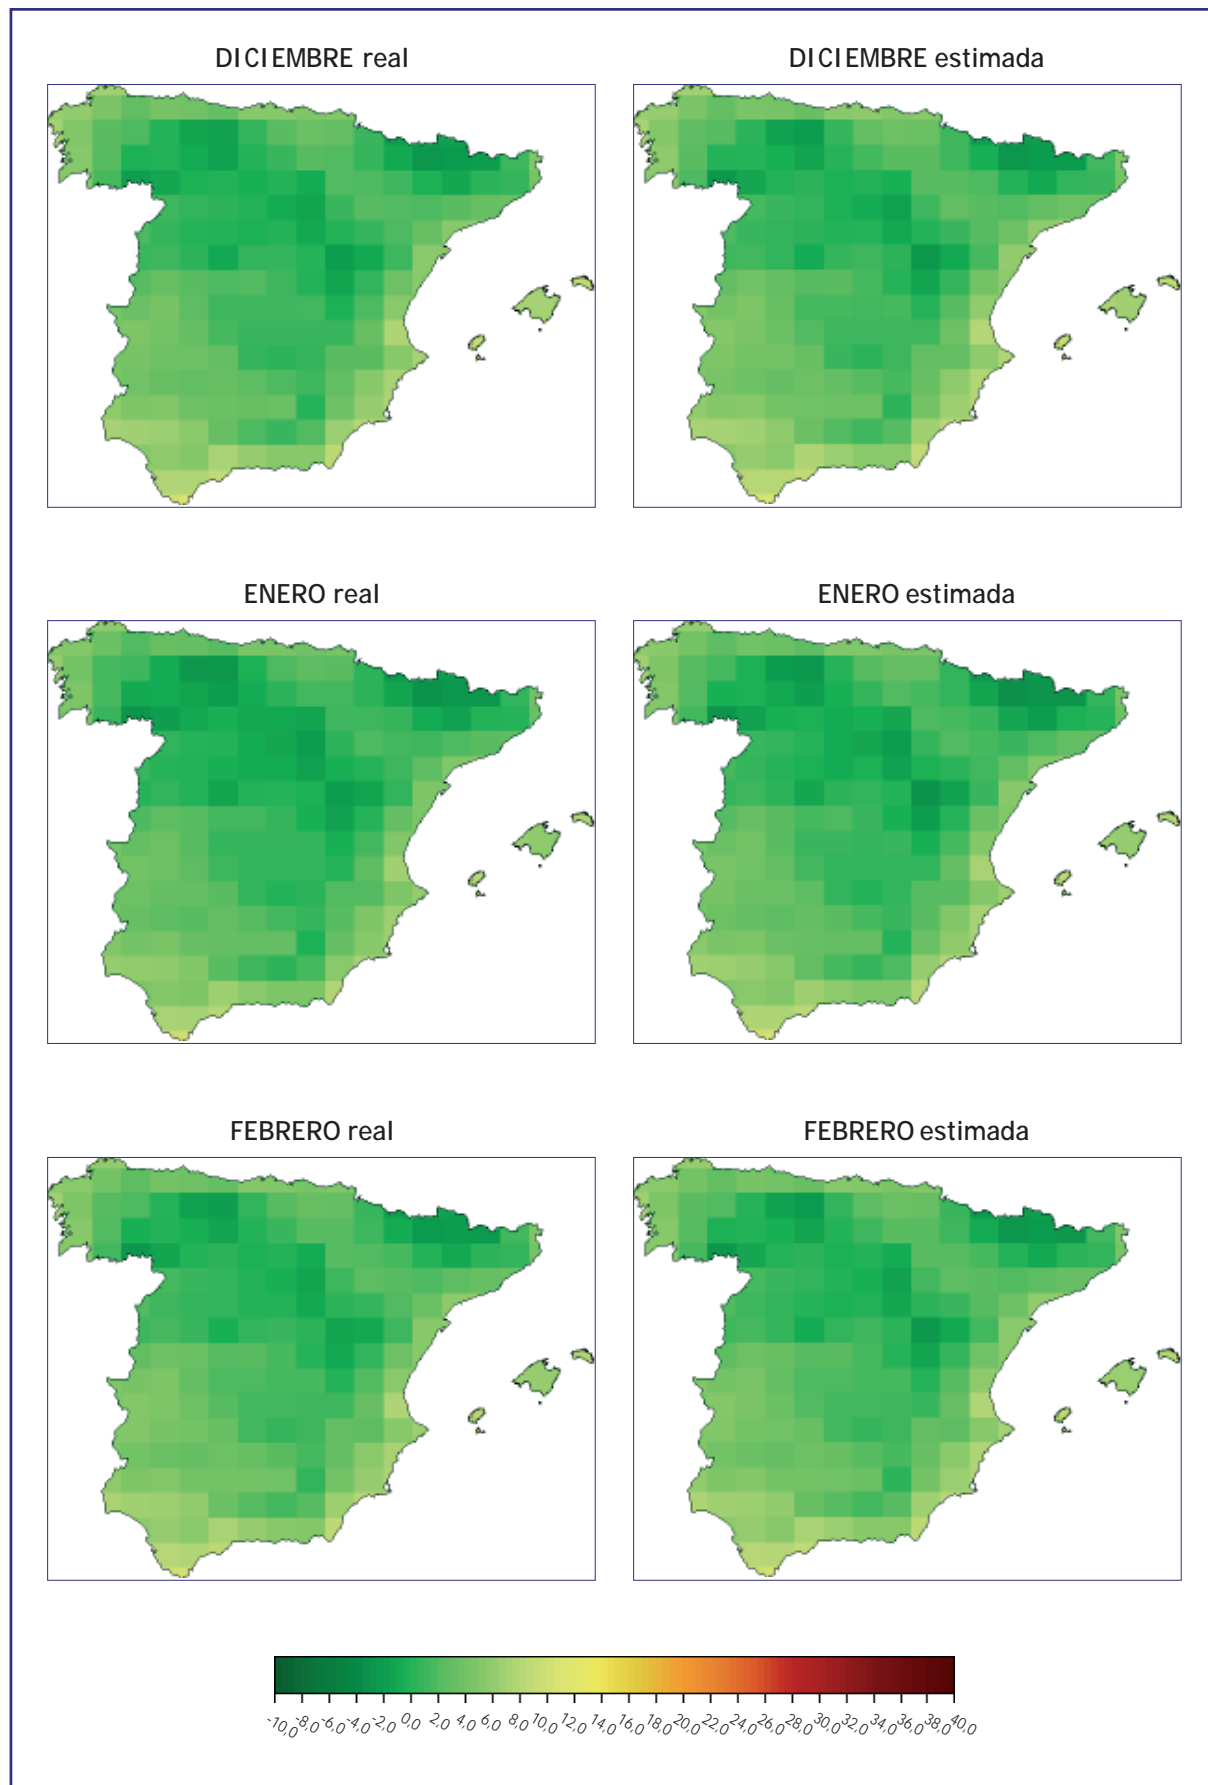 DICIEMBRE real
DICIEMBRE estimada
ENERO real
ENERO estimada
FEBRERO real
FEBRERO estimada
-10,0 -8,0 -6,0 -4,0 -2,0 0,0 2,0 4,0 6,0 8,0 10,0 12,0 14,0 16,0 18,0 20,0 22,0 24,0 26,0 28,0 30,0 32,0 34,0 36,0 38,0 40,0